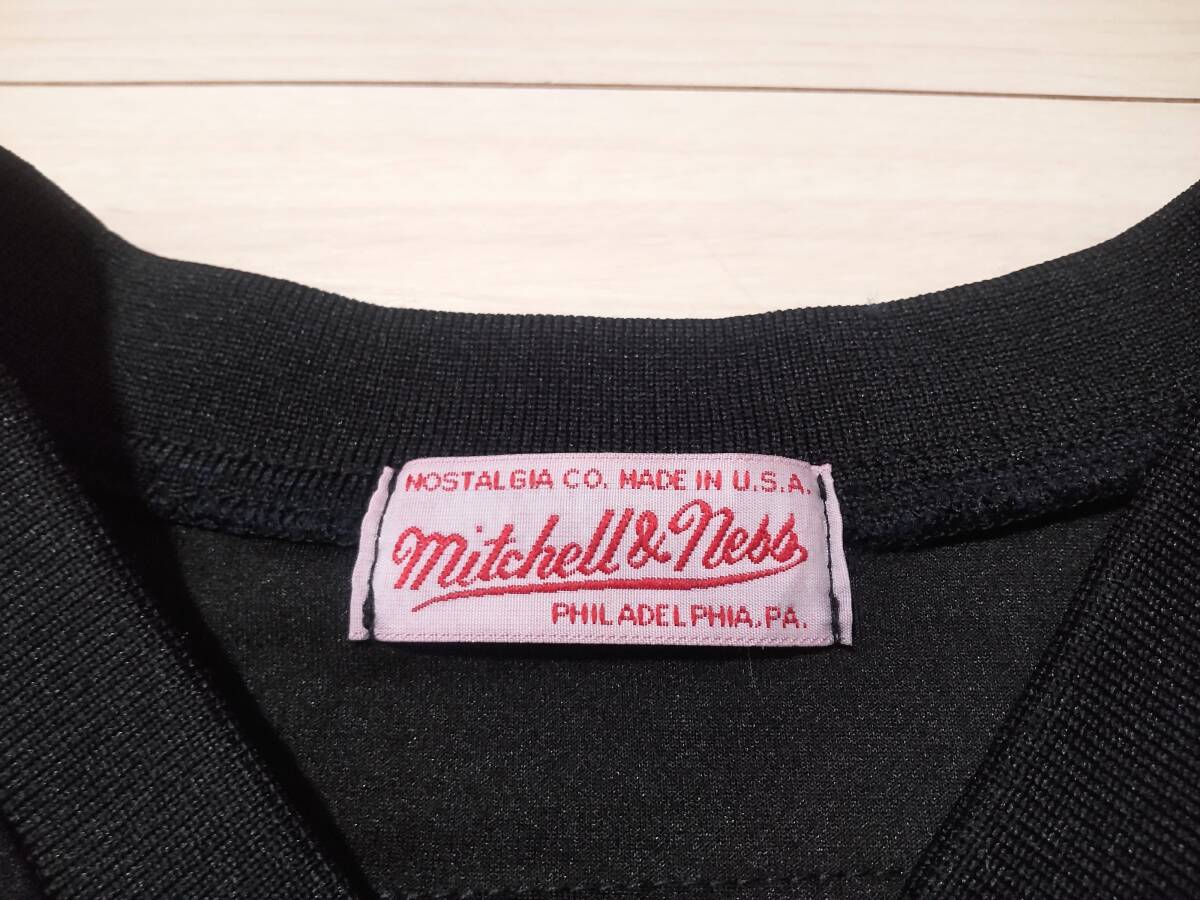 NOSTALGIA CO. MADE IN U.S.A.
Mitchell & Ness
PHILADELPHIA, PA.